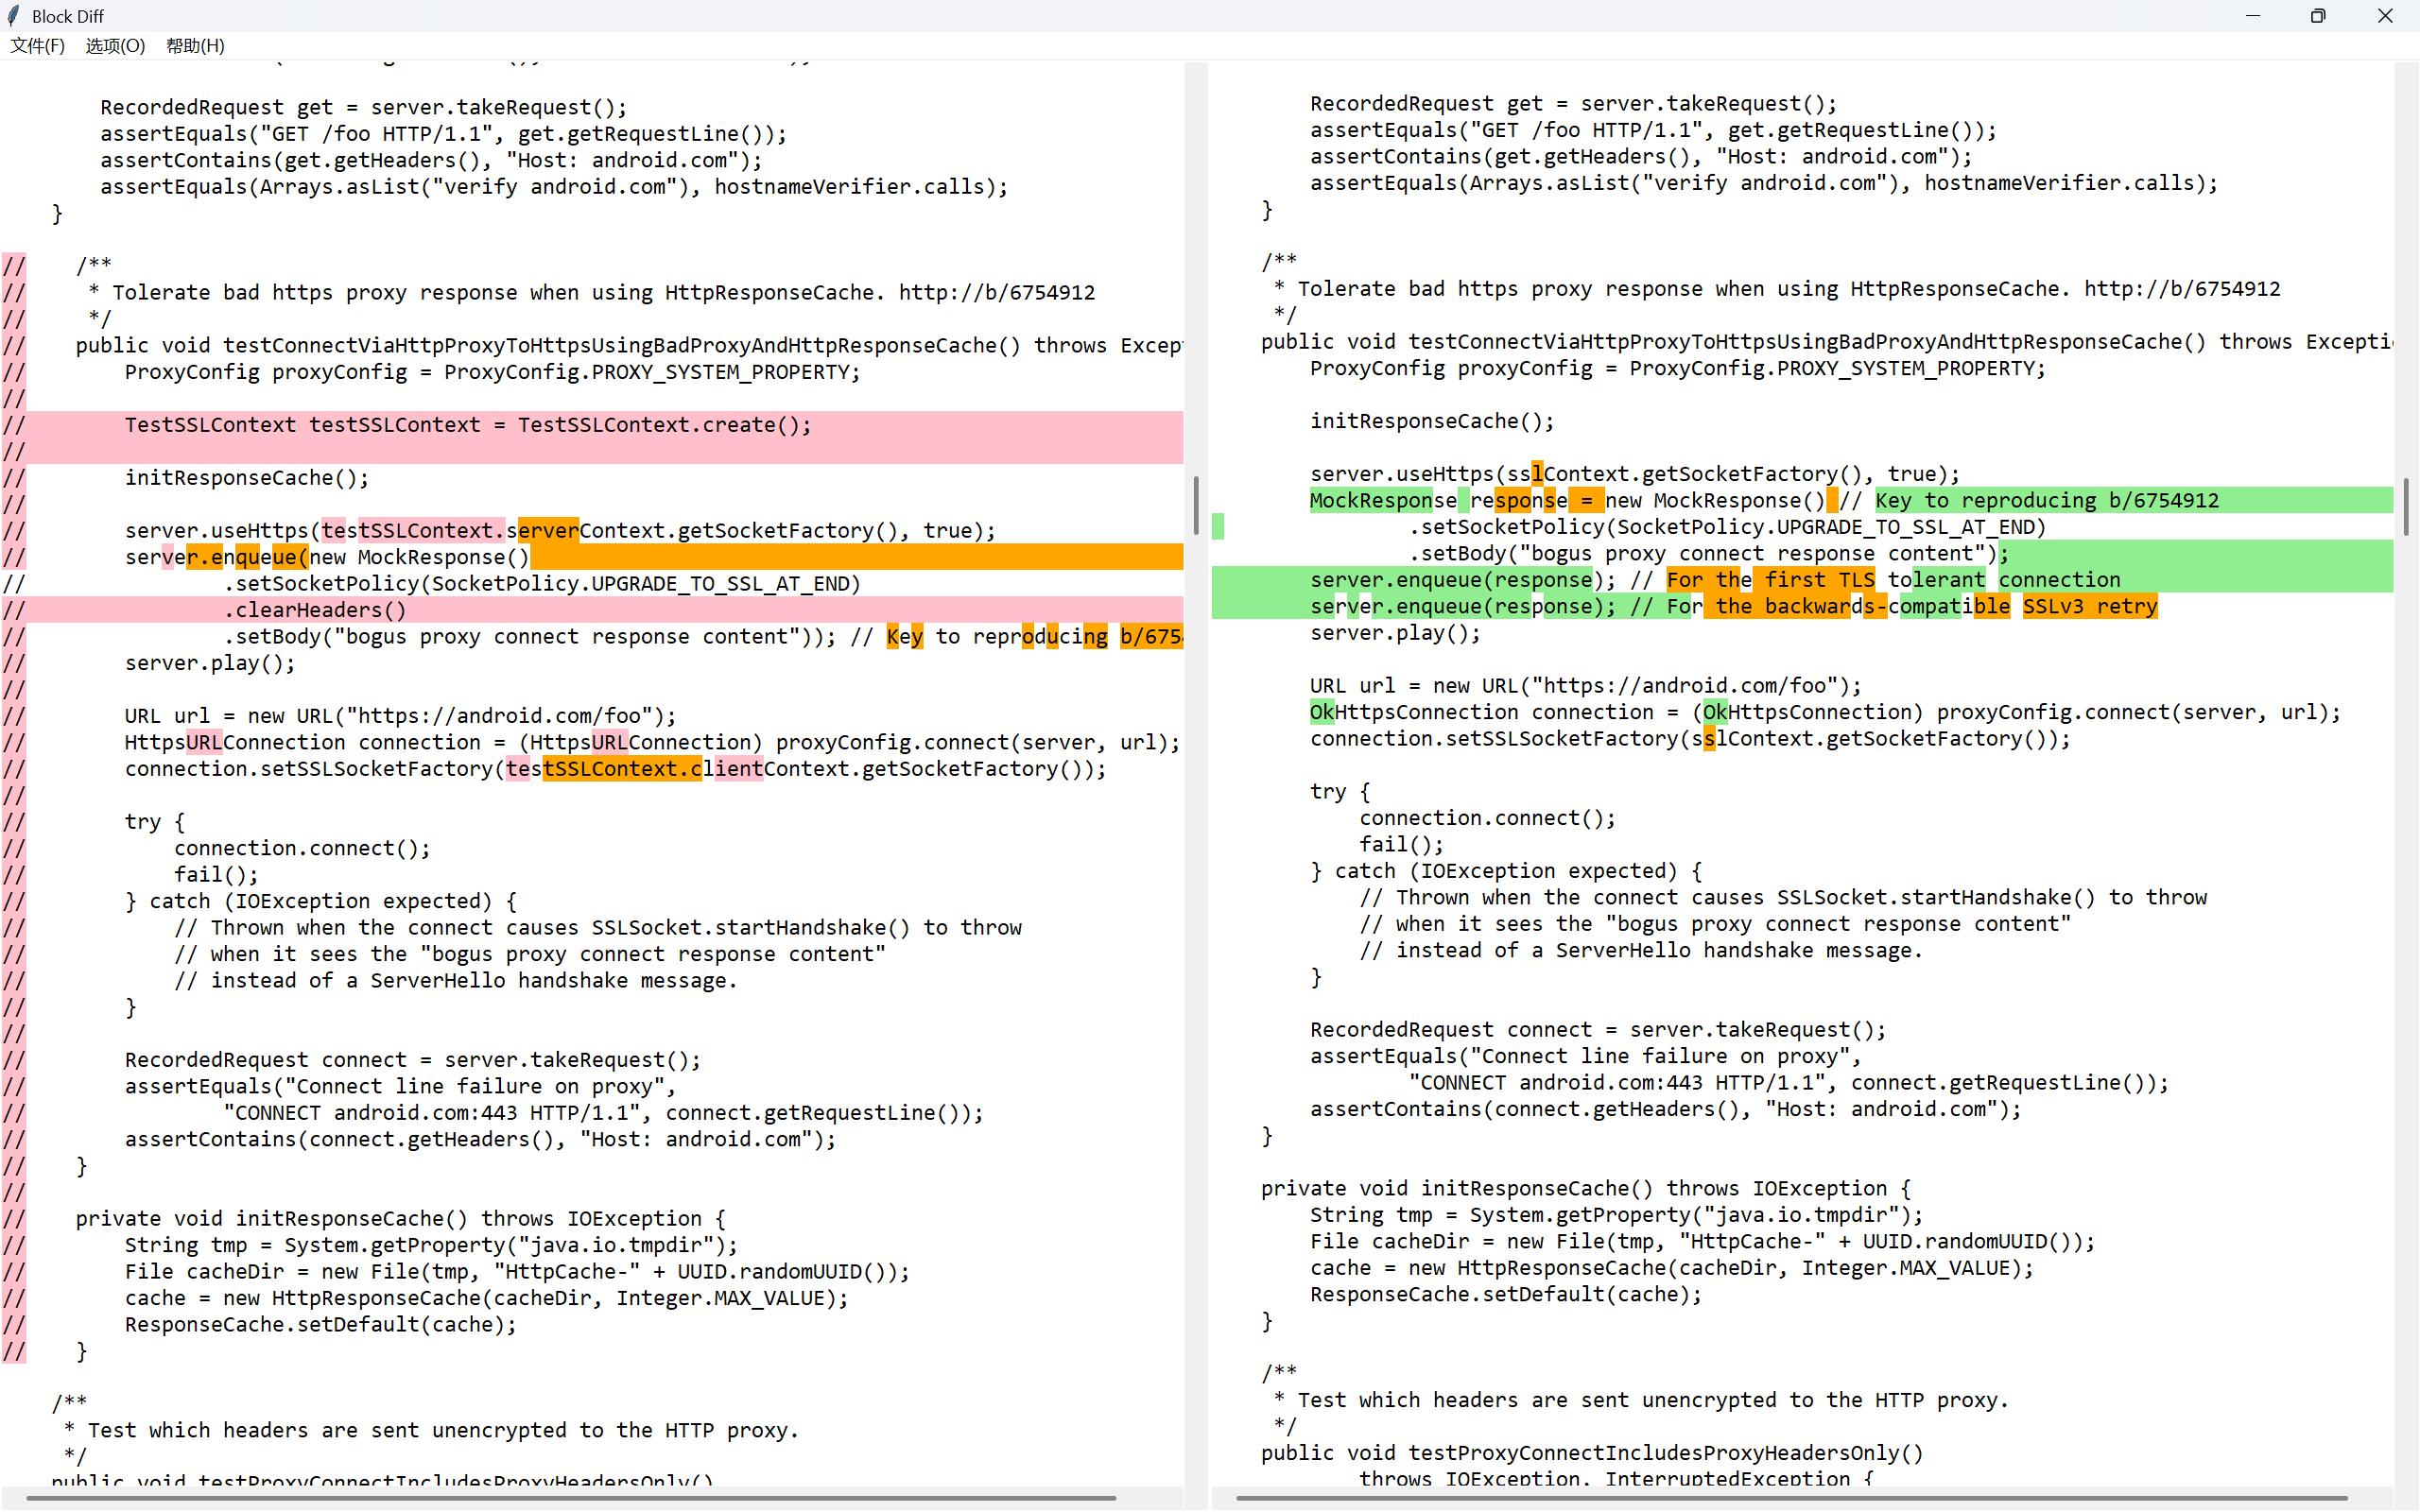 Block Diff
文件(F) 选项(O) 帮助(H)
    RecordedRequest get = server.takeRequest();
    assertEquals("GET /foo HTTP/1.1", get.getRequestLine());
    assertContains(get.getHeaders(), "Host: android.com");
    assertEquals(Arrays.asList("verify android.com"), hostnameVerifier.calls);
}
//    /**
//     * Tolerate bad https proxy response when using HttpResponseCache. http://b/6754912
//     */
//    public void testConnectViaHttpProxyToHttpsUsingBadProxyAndHttpResponseCache() throws Excep
//        ProxyConfig proxyConfig = ProxyConfig.PROXY_SYSTEM_PROPERTY;
//
//        TestSSLContext testSSLContext = TestSSLContext.create();
//
//        initResponseCache();
//
//        server.useHttps(testSSLContext.serverContext.getSocketFactory(), true);
//        server.enqueue(new MockResponse()
//                .setSocketPolicy(SocketPolicy.UPGRADE_TO_SSL_AT_END)
//                .clearHeaders()
//                .setBody("bogus proxy connect response content")); // Key to reproducing b/675
//        server.play();
//
//        URL url = new URL("https://android.com/foo");
//        HttpsURLConnection connection = (HttpsURLConnection) proxyConfig.connect(server, url);
//        connection.setSSLSocketFactory(testSSLContext.clientContext.getSocketFactory());
//
//        try {
//            connection.connect();
//            fail();
//        } catch (IOException expected) {
//            // Thrown when the connect causes SSLSocket.startHandshake() to throw
//            // when it sees the "bogus proxy connect response content"
//            // instead of a ServerHello handshake message.
//        }
//
//        RecordedRequest connect = server.takeRequest();
//        assertEquals("Connect line failure on proxy",
//                "CONNECT android.com:443 HTTP/1.1", connect.getRequestLine());
//        assertContains(connect.getHeaders(), "Host: android.com");
//    }
//
//    private void initResponseCache() throws IOException {
//        String tmp = System.getProperty("java.io.tmpdir");
//        File cacheDir = new File(tmp, "HttpCache-" + UUID.randomUUID());
//        cache = new HttpResponseCache(cacheDir, Integer.MAX_VALUE);
//        ResponseCache.setDefault(cache);
//    }
/**
 * Test which headers are sent unencrypted to the HTTP proxy.
 */
public void testProxyConnectIncludesProxyHeadersOnly()
    RecordedRequest get = server.takeRequest();
    assertEquals("GET /foo HTTP/1.1", get.getRequestLine());
    assertContains(get.getHeaders(), "Host: android.com");
    assertEquals(Arrays.asList("verify android.com"), hostnameVerifier.calls);
}
/**
 * Tolerate bad https proxy response when using HttpResponseCache. http://b/6754912
 */
public void testConnectViaHttpProxyToHttpsUsingBadProxyAndHttpResponseCache() throws Excepti
    ProxyConfig proxyConfig = ProxyConfig.PROXY_SYSTEM_PROPERTY;
    initResponseCache();
    server.useHttps(sslContext.getSocketFactory(), true);
    MockResponse response = new MockResponse() // Key to reproducing b/6754912
            .setSocketPolicy(SocketPolicy.UPGRADE_TO_SSL_AT_END)
            .setBody("bogus proxy connect response content");
    server.enqueue(response); // For the first TLS tolerant connection
    server.enqueue(response); // For the backwards-compatible SSLv3 retry
    server.play();
    URL url = new URL("https://android.com/foo");
    OkHttpsConnection connection = (OkHttpsConnection) proxyConfig.connect(server, url);
    connection.setSSLSocketFactory(sslContext.getSocketFactory());
    try {
        connection.connect();
        fail();
    } catch (IOException expected) {
        // Thrown when the connect causes SSLSocket.startHandshake() to throw
        // when it sees the "bogus proxy connect response content"
        // instead of a ServerHello handshake message.
    }
    RecordedRequest connect = server.takeRequest();
    assertEquals("Connect line failure on proxy",
            "CONNECT android.com:443 HTTP/1.1", connect.getRequestLine());
    assertContains(connect.getHeaders(), "Host: android.com");
}
private void initResponseCache() throws IOException {
    String tmp = System.getProperty("java.io.tmpdir");
    File cacheDir = new File(tmp, "HttpCache-" + UUID.randomUUID());
    cache = new HttpResponseCache(cacheDir, Integer.MAX_VALUE);
    ResponseCache.setDefault(cache);
}
/**
 * Test which headers are sent unencrypted to the HTTP proxy.
 */
public void testProxyConnectIncludesProxyHeadersOnly()
        throws IOException, InterruptedException {